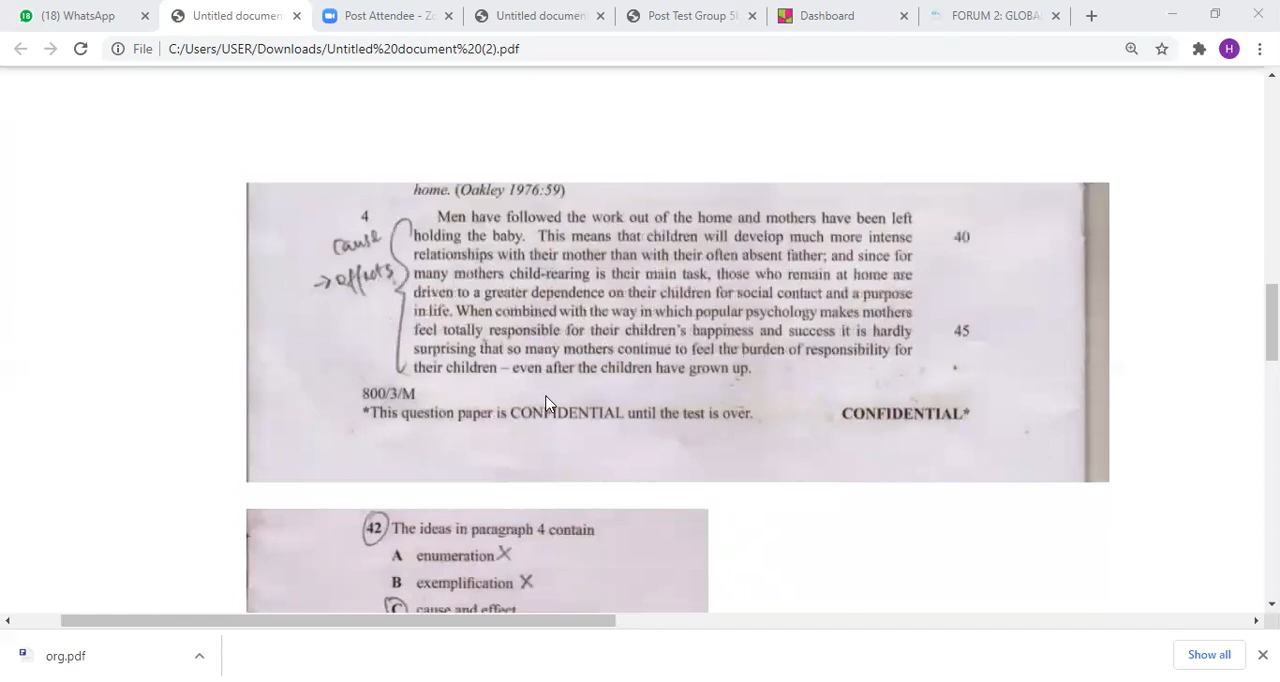 (18) WhatsApp
Untitled documen
Post Attendee - Zo
Untitled documen
Post Test Group 5
Dashboard
FORUM 2: GLOBA
File
C:/Users/USER/Downloads/Untitled%20document%20(2).pdf
H
home. (Oakley 1976:59)
4 Men have followed the work out of the home and mothers have been left
cause holding the baby. This means that children will develop much more intense 40
relationships with their mother than with their often absent father; and since for
→ effects many mothers child-rearing is their main task, those who remain at home are
driven to a greater dependence on their children for social contact and a purpose
in life. When combined with the way in which popular psychology makes mothers
feel totally responsible for their children's happiness and success it is hardly 45
surprising that so many mothers continue to feel the burden of responsibility for
their children – even after the children have grown up.
800/3/M
*This question paper is CONFIDENTIAL until the test is over. CONFIDENTIAL*
42 The ideas in paragraph 4 contain
A enumeration X
B exemplification X
C cause and effect
org.pdf
Show all